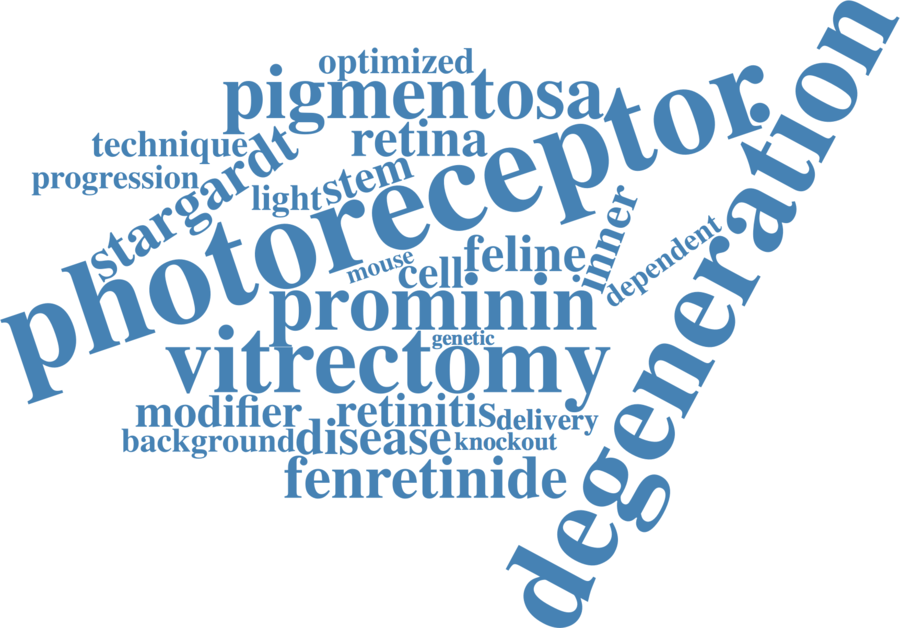 optimized
pigmentosa
technique
retina
progression
stargardt
light
stem
photoreceptor
degeneration
inner
dependent
mouse
cell
feline
prominin
genetic
vitrectomy
modifier
retinitis
delivery
background
disease
knockout
fenretinide